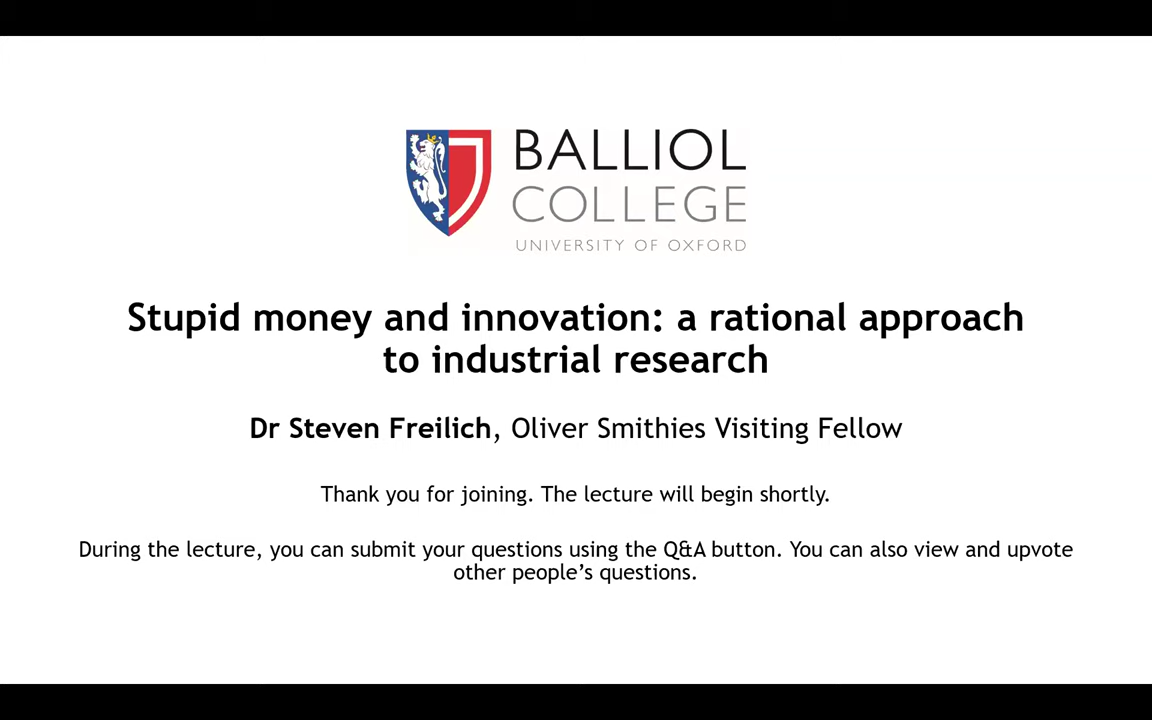 BALLIOL
COLLEGE
UNIVERSITY OF OXFORD
Stupid money and innovation: a rational approach
to industrial research
Dr Steven Freilich, Oliver Smithies Visiting Fellow
Thank you for joining. The lecture will begin shortly.
During the lecture, you can submit your questions using the Q&A button. You can also view and upvote
other people’s questions.